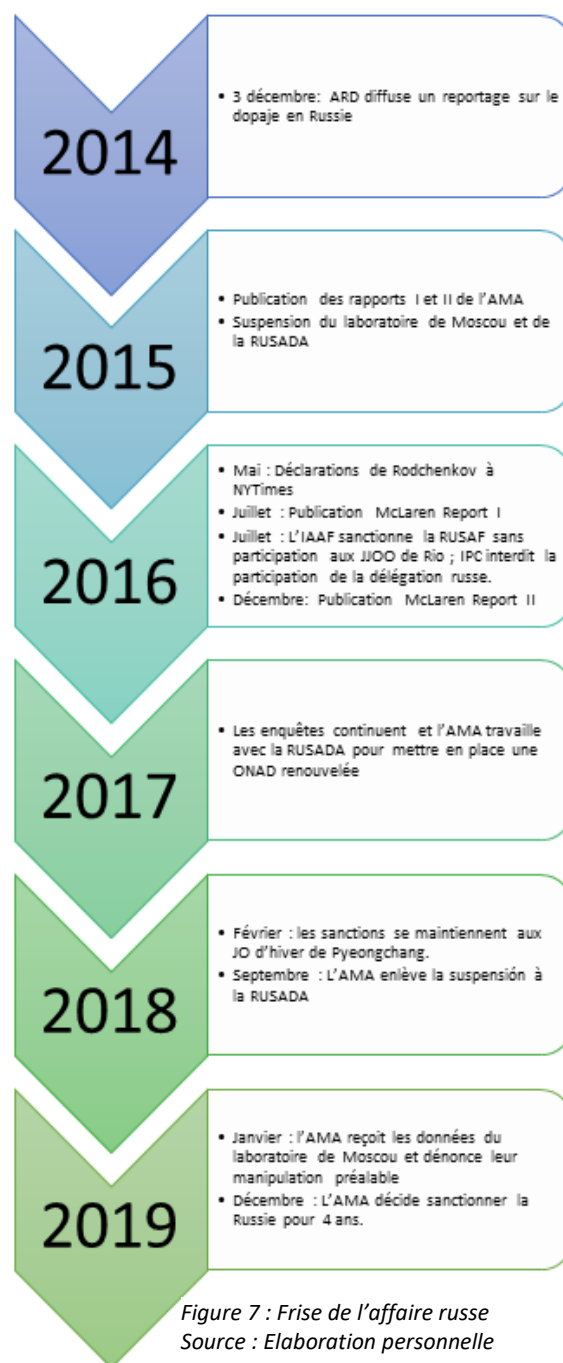 2014
• 3 décembre: ARD diffuse un reportage sur le
dopaje en Russie
2015
• Publication des rapports I et II de l'AMA
• Suspension du laboratoire de Moscou et de
la RUSADA
2016
• Mai : Déclarations de Rodchenkov à
NYTimes
• Juillet : Publication McLaren Report I
• Juillet : L'IAAF sanctionne la RUSAF sans
participation aux JJOO de Rio ; IPC interdit la
participation de la délégation russe.
• Décembre: Publication McLaren Report II
2017
• Les enquêtes continuent et l'AMA travaille
avec la RUSADA pour mettre en place une
ONAD renouvelée
2018
• Février : les sanctions se maintiennent aux
JO d'hiver de Pyeongchang.
• Septembre : L'AMA enlève la suspensión à
la RUSADA
2019
• Janvier : l'AMA reçoit les données du
laboratoire de Moscou et dénonce leur
manipulation préalable
• Décembre : L'AMA décide sanctionner la
Russie pour 4 ans.
Figure 7 : Frise de l'affaire russe
Source : Elaboration personnelle